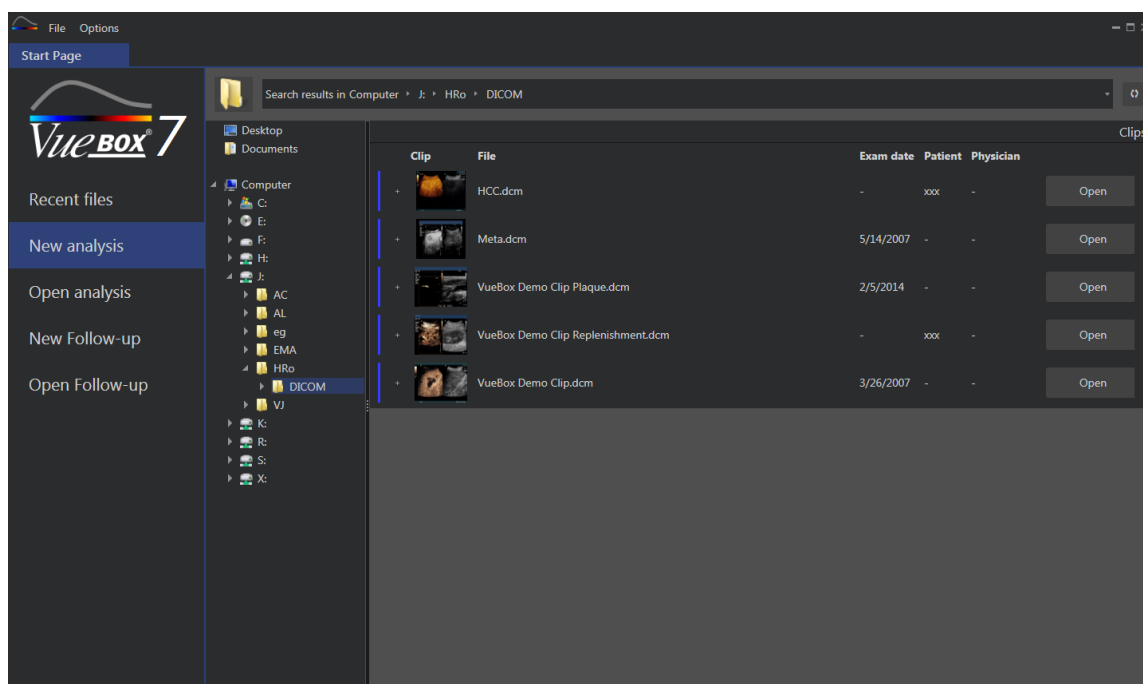 File Options
Start Page
VUEBOX® 7
Recent files
New analysis
Open analysis
New Follow-up
Open Follow-up
Search results in Computer J: HRo DICOM
Desktop
Documents
Computer
C:
E:
F:
H:
J:
AC
AL
eg
EMA
HRo
DICOM
VJ
K:
R:
S:
X:
Clips
Clip File Exam date Patient Physician
+ HCC.dcm - xxx - Open
+ Meta.dcm 5/14/2007 - - Open
+ VueBox Demo Clip Plaque.dcm 2/5/2014 - - Open
+ VueBox Demo Clip Replenishment.dcm - xxx - Open
+ VueBox Demo Clip.dcm 3/26/2007 - - Open